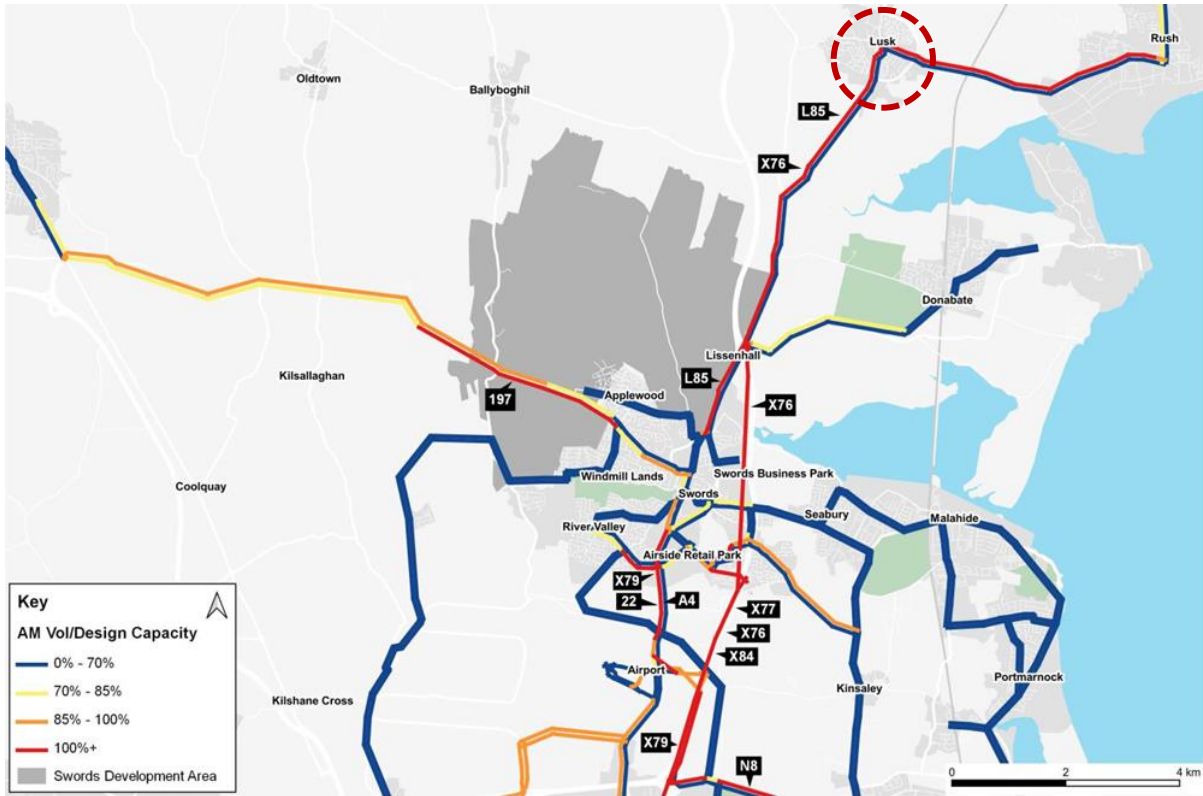 Lusk
Rush
Oldtown
Ballyboghil
L85
X76
Donabate
Lissenhall
L85
Kilsallaghan
197
Applewood
X76
Coolquay
Windmill Lands
Swords Business Park
Swords
Seabury
Malahide
River Valley
Airside Retail Park
X79
22
A4
X77
X76
X84
Airport
Kinsaley
Portmarnock
Kilshane Cross
X79
N8
Key
AM Vol/Design Capacity
0% - 70%
70% - 85%
85% - 100%
100%+
Swords Development Area
0 2 4 km